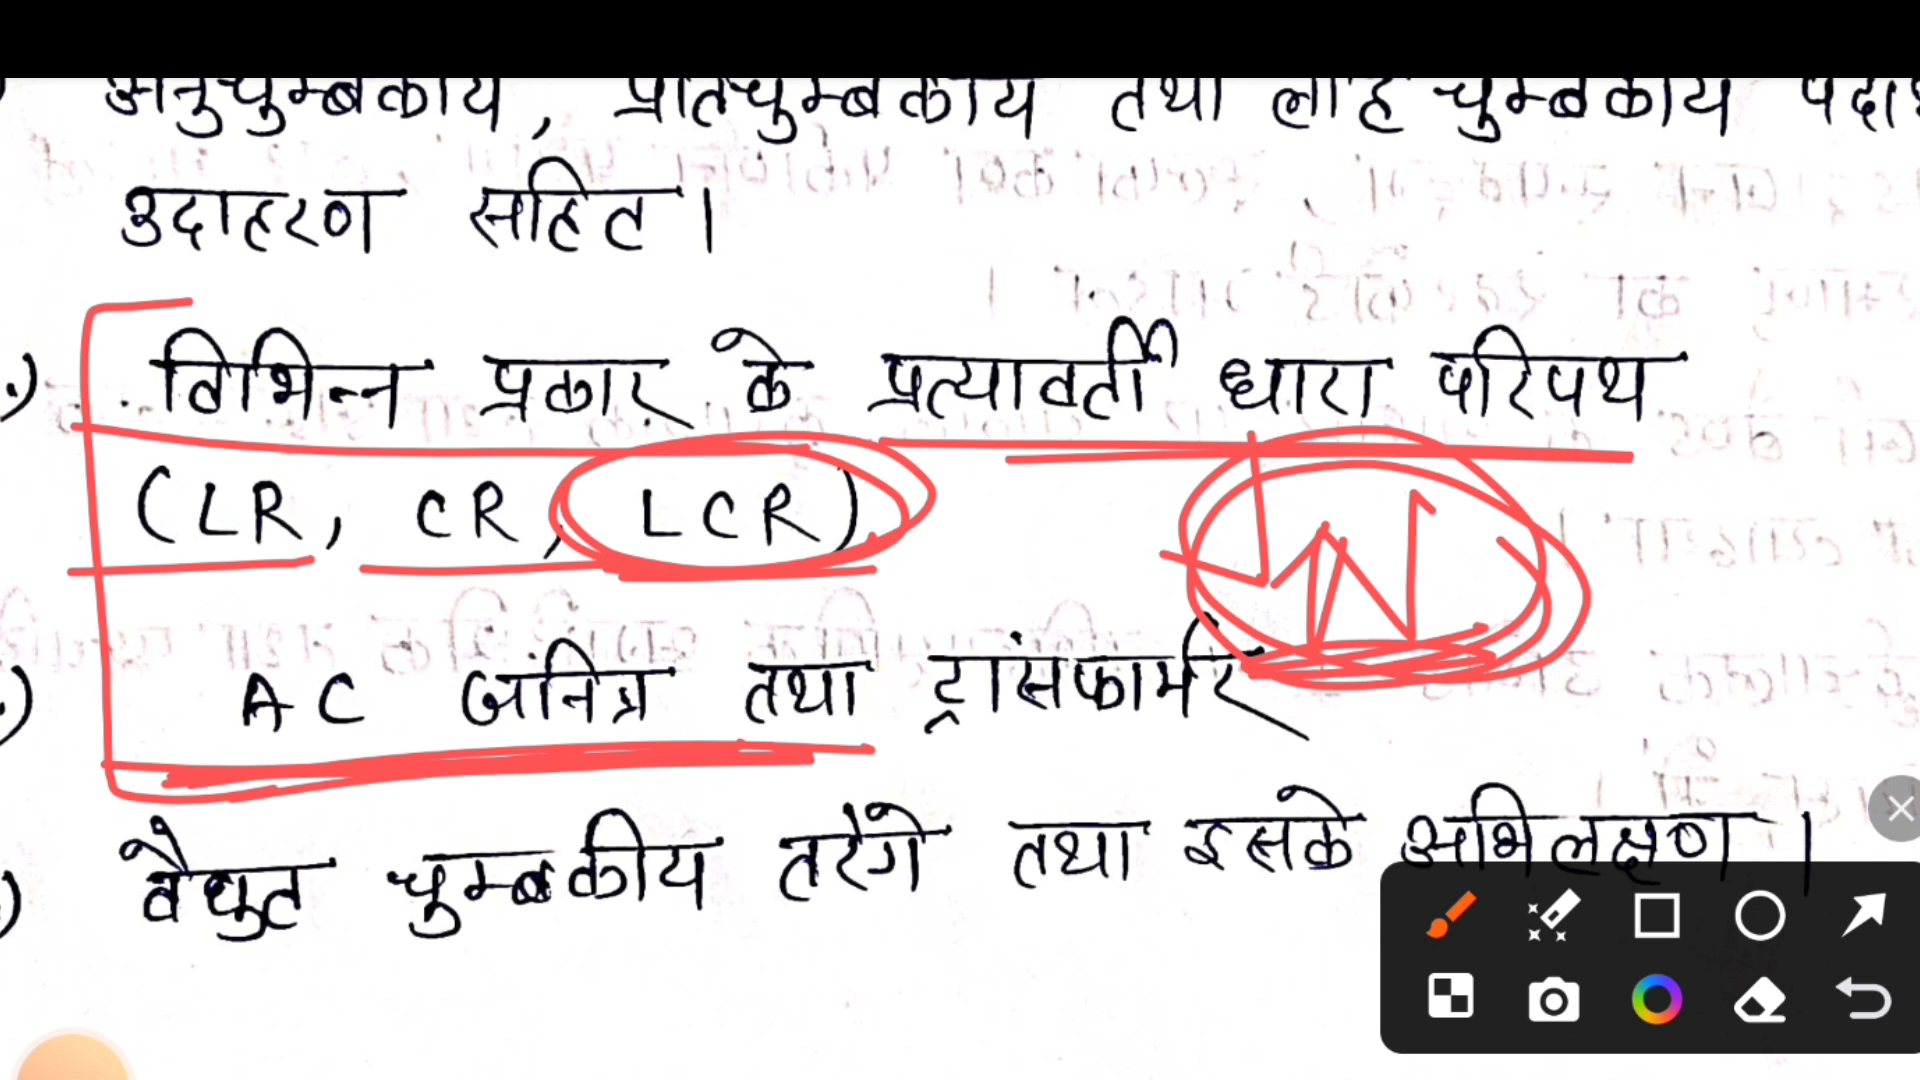 अनुचुम्बकीय, प्रतिचुम्बकीय तथा लौह चुम्बकीय
उदाहरण सहित।
विभिन्न प्रकार के प्रत्यावर्ती धारा परिपथ
(LR, CR, LCR)
AC जनित्र तथा ट्रांसफार्मर
वैद्युत चुम्बकीय तरंगे तथा इसके अभिलक्षण।